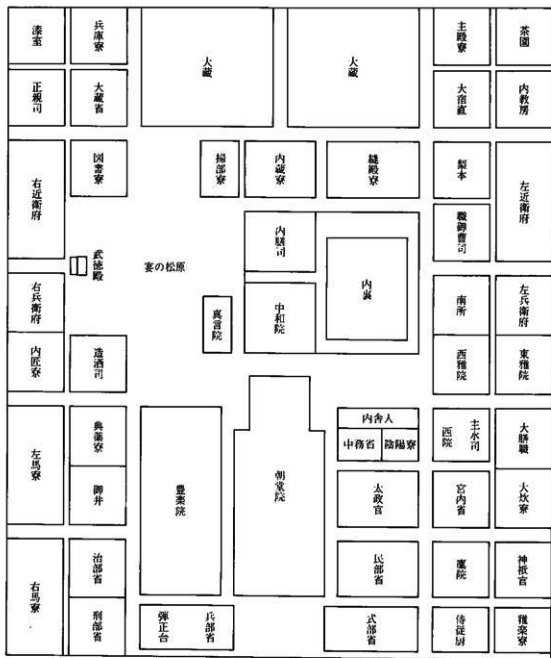 漆室
兵庫寮
大蔵
大蔵
主殿寮
茶園
正親司
大蔵省
大宿直
内教房
右近衛府
図書寮
掃部寮
内蔵寮
縫殿寮
梨本
左近衛府
職御曹司
武徳殿
宴の松原
内膳司
内裏
右兵衛府
真言院
中和院
南所
左兵衛府
内匠寮
造酒司
西雅院
東雅院
左馬寮
典薬寮
豊楽院
朝堂院
内舎人
中務省
陰陽寮
西院
主水司
大膳職
御井
太政官
宮内省
大炊寮
右馬寮
治部省
民部省
廩院
神祇官
刑部省
弾正台
兵部省
式部省
侍従厨
雅楽寮